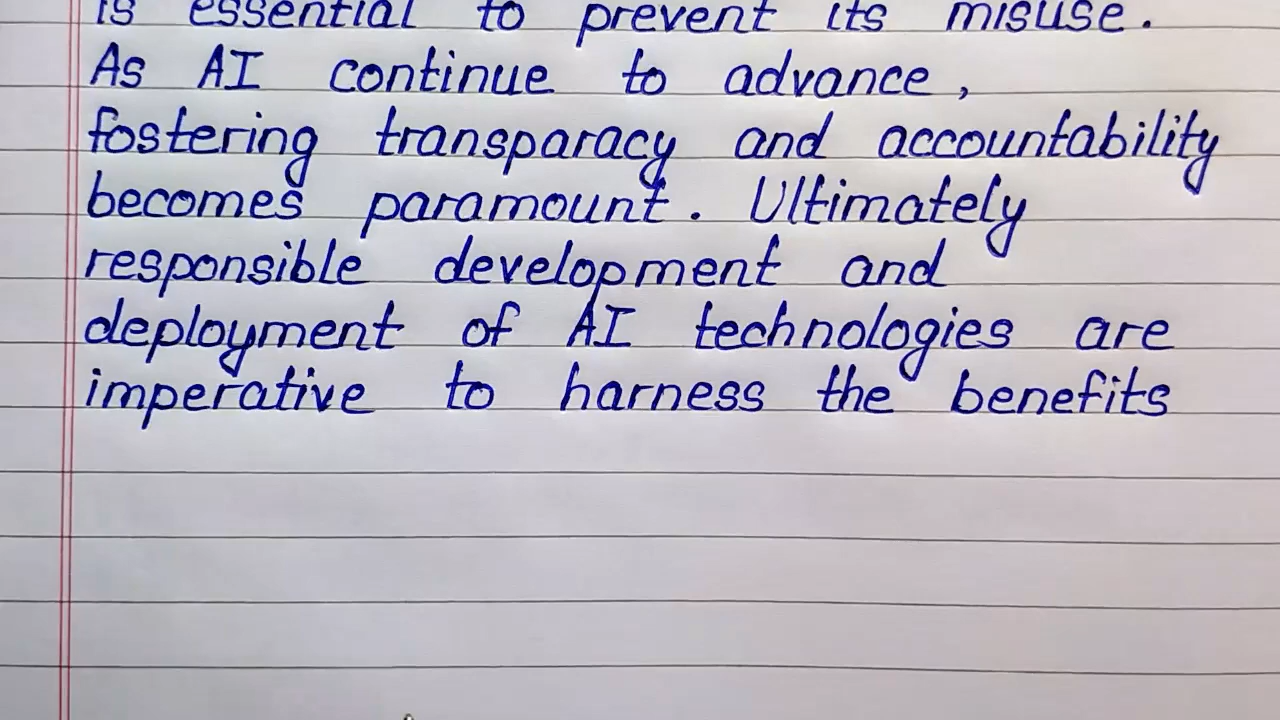 is essential to prevent its misuse.
As AI continue to advance,
fostering transparacy and accountability
becomes paramount. Ultimately
responsible development and
deployment of AI technologies are
imperative to harness the benefits